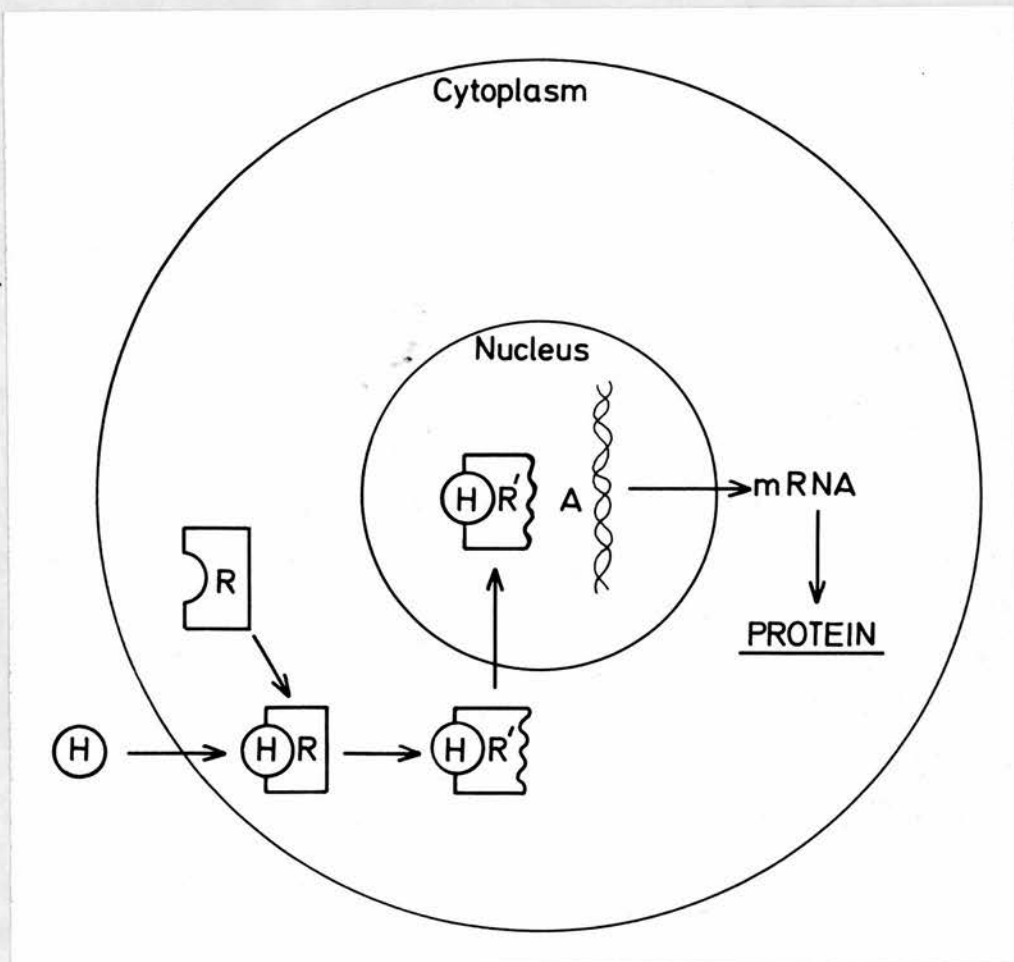 Cytoplasm
Nucleus
H R′ A
mRNA
R
PROTEIN
H
H R
H R′